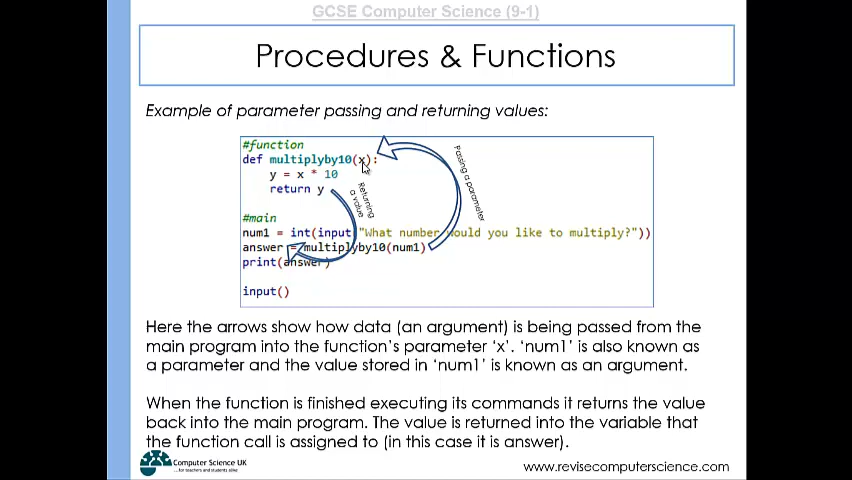 GCSE Computer Science (9-1)
Procedures & Functions
Example of parameter passing and returning values:
#function
def multiplyby10(x):
y = x * 10
return y
Returning
a value
Passing a parameter
#main
num1 = int(input("What number would you like to multiply?"))
answer = multiplyby10(num1)
print(answer)
input()
Here the arrows show how data (an argument) is being passed from the
main program into the function's parameter 'x'. 'num1' is also known as
a parameter and the value stored in 'num1' is known as an argument.
When the function is finished executing its commands it returns the value
back into the main program. The value is returned into the variable that
the function call is assigned to (in this case it is answer).
Computer Science UK
...for teachers and students alike
www.revisecomputerscience.com